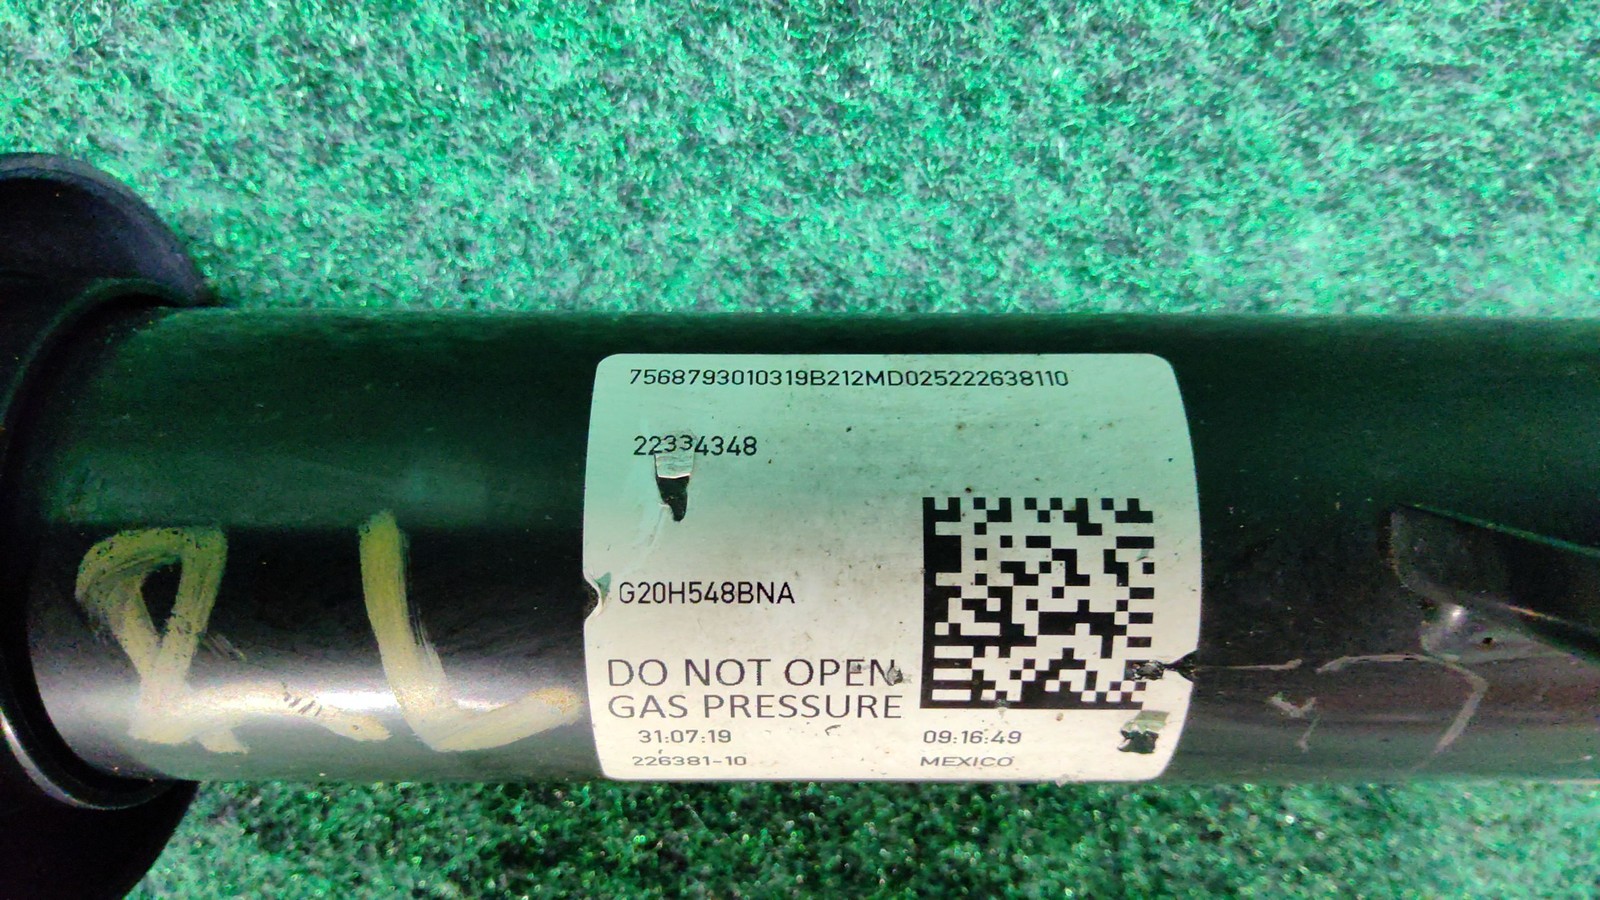 RL
7568793010319B212MD025222638110
22334348
G20H548BNA
DO NOT OPEN
GAS PRESSURE
31:07:19 09:16:49
226381-10 MEXICO